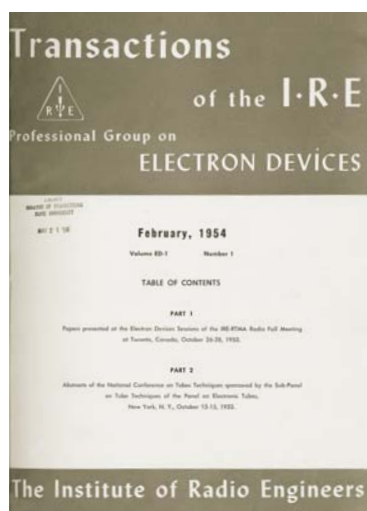 Transactions
of the I·R·E
I
R E
Professional Group on
ELECTRON DEVICES
LIBRARY
February, 1954
Volume ED-1 Number 1
TABLE OF CONTENTS
PART 1
Papers presented at the Electron Devices Sessions of the IRE-RTMA Radio Fall Meeting
at Toronto, Canada, October 26-28, 1953.
PART 2
Abstracts of the National Conference on Tubes Techniques sponsored by the Sub-Panel
on Tube Techniques of the Panel on Electronic Tubes,
New York, N. Y., October 13-15, 1953.
The Institute of Radio Engineers